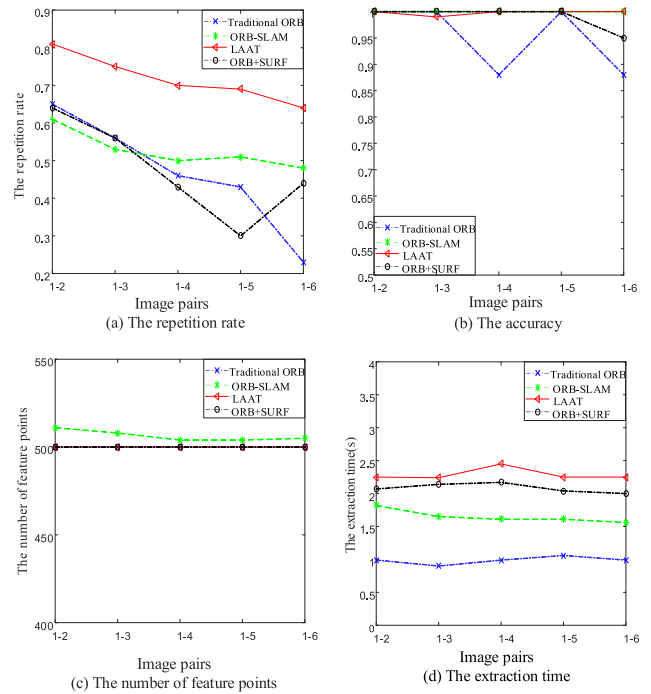 0.9
0.8
0.7
0.6
0.5
0.4
0.3
0.2
The repetition rate
Traditional ORB
ORB-SLAM
LAAT
ORB+SURF
1-2 1-3 1-4 1-5 1-6
Image pairs
(a) The repetition rate
0.95
0.9
0.85
0.8
0.75
0.7
0.65
0.6
0.55
0.5
Traditional ORB
ORB-SLAM
LAAT
ORB+SURF
1-2 1-3 1-4 1-5 1-6
Image pairs
(b) The accuracy
550
500
450
400
The number of feature points
Traditional ORB
ORB-SLAM
LAAT
ORB+SURF
1-2 1-3 1-4 1-5 1-6
Image pairs
(c) The number of feature points
4
3.5
3
2.5
2
1.5
1
0.5
0
The extraction time(s)
Traditional ORB
ORB-SLAM
LAAT
ORB+SURF
1-2 1-3 1-4 1-5 1-6
Image pairs
(d) The extraction time